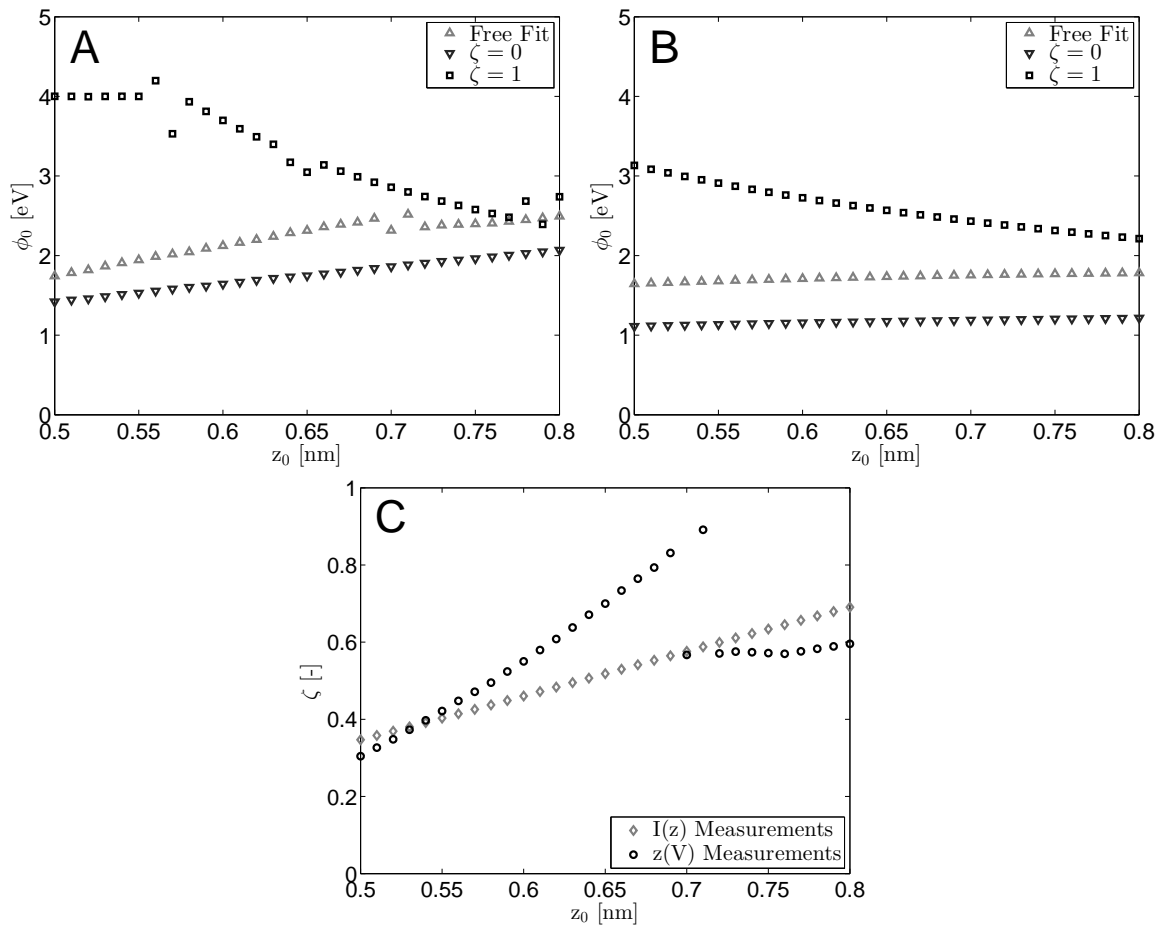 A
Free Fit
ζ = 0
ζ = 1
5
4
3
2
1
0
ϕ₀ [eV]
0.5 0.55 0.6 0.65 0.7 0.75 0.8
z₀ [nm]
B
Free Fit
ζ = 0
ζ = 1
5
4
3
2
1
0
ϕ₀ [eV]
0.5 0.55 0.6 0.65 0.7 0.75 0.8
z₀ [nm]
C
1
0.8
0.6
0.4
0.2
0
ζ [-]
I(z) Measurements
z(V) Measurements
0.5 0.55 0.6 0.65 0.7 0.75 0.8
z₀ [nm]